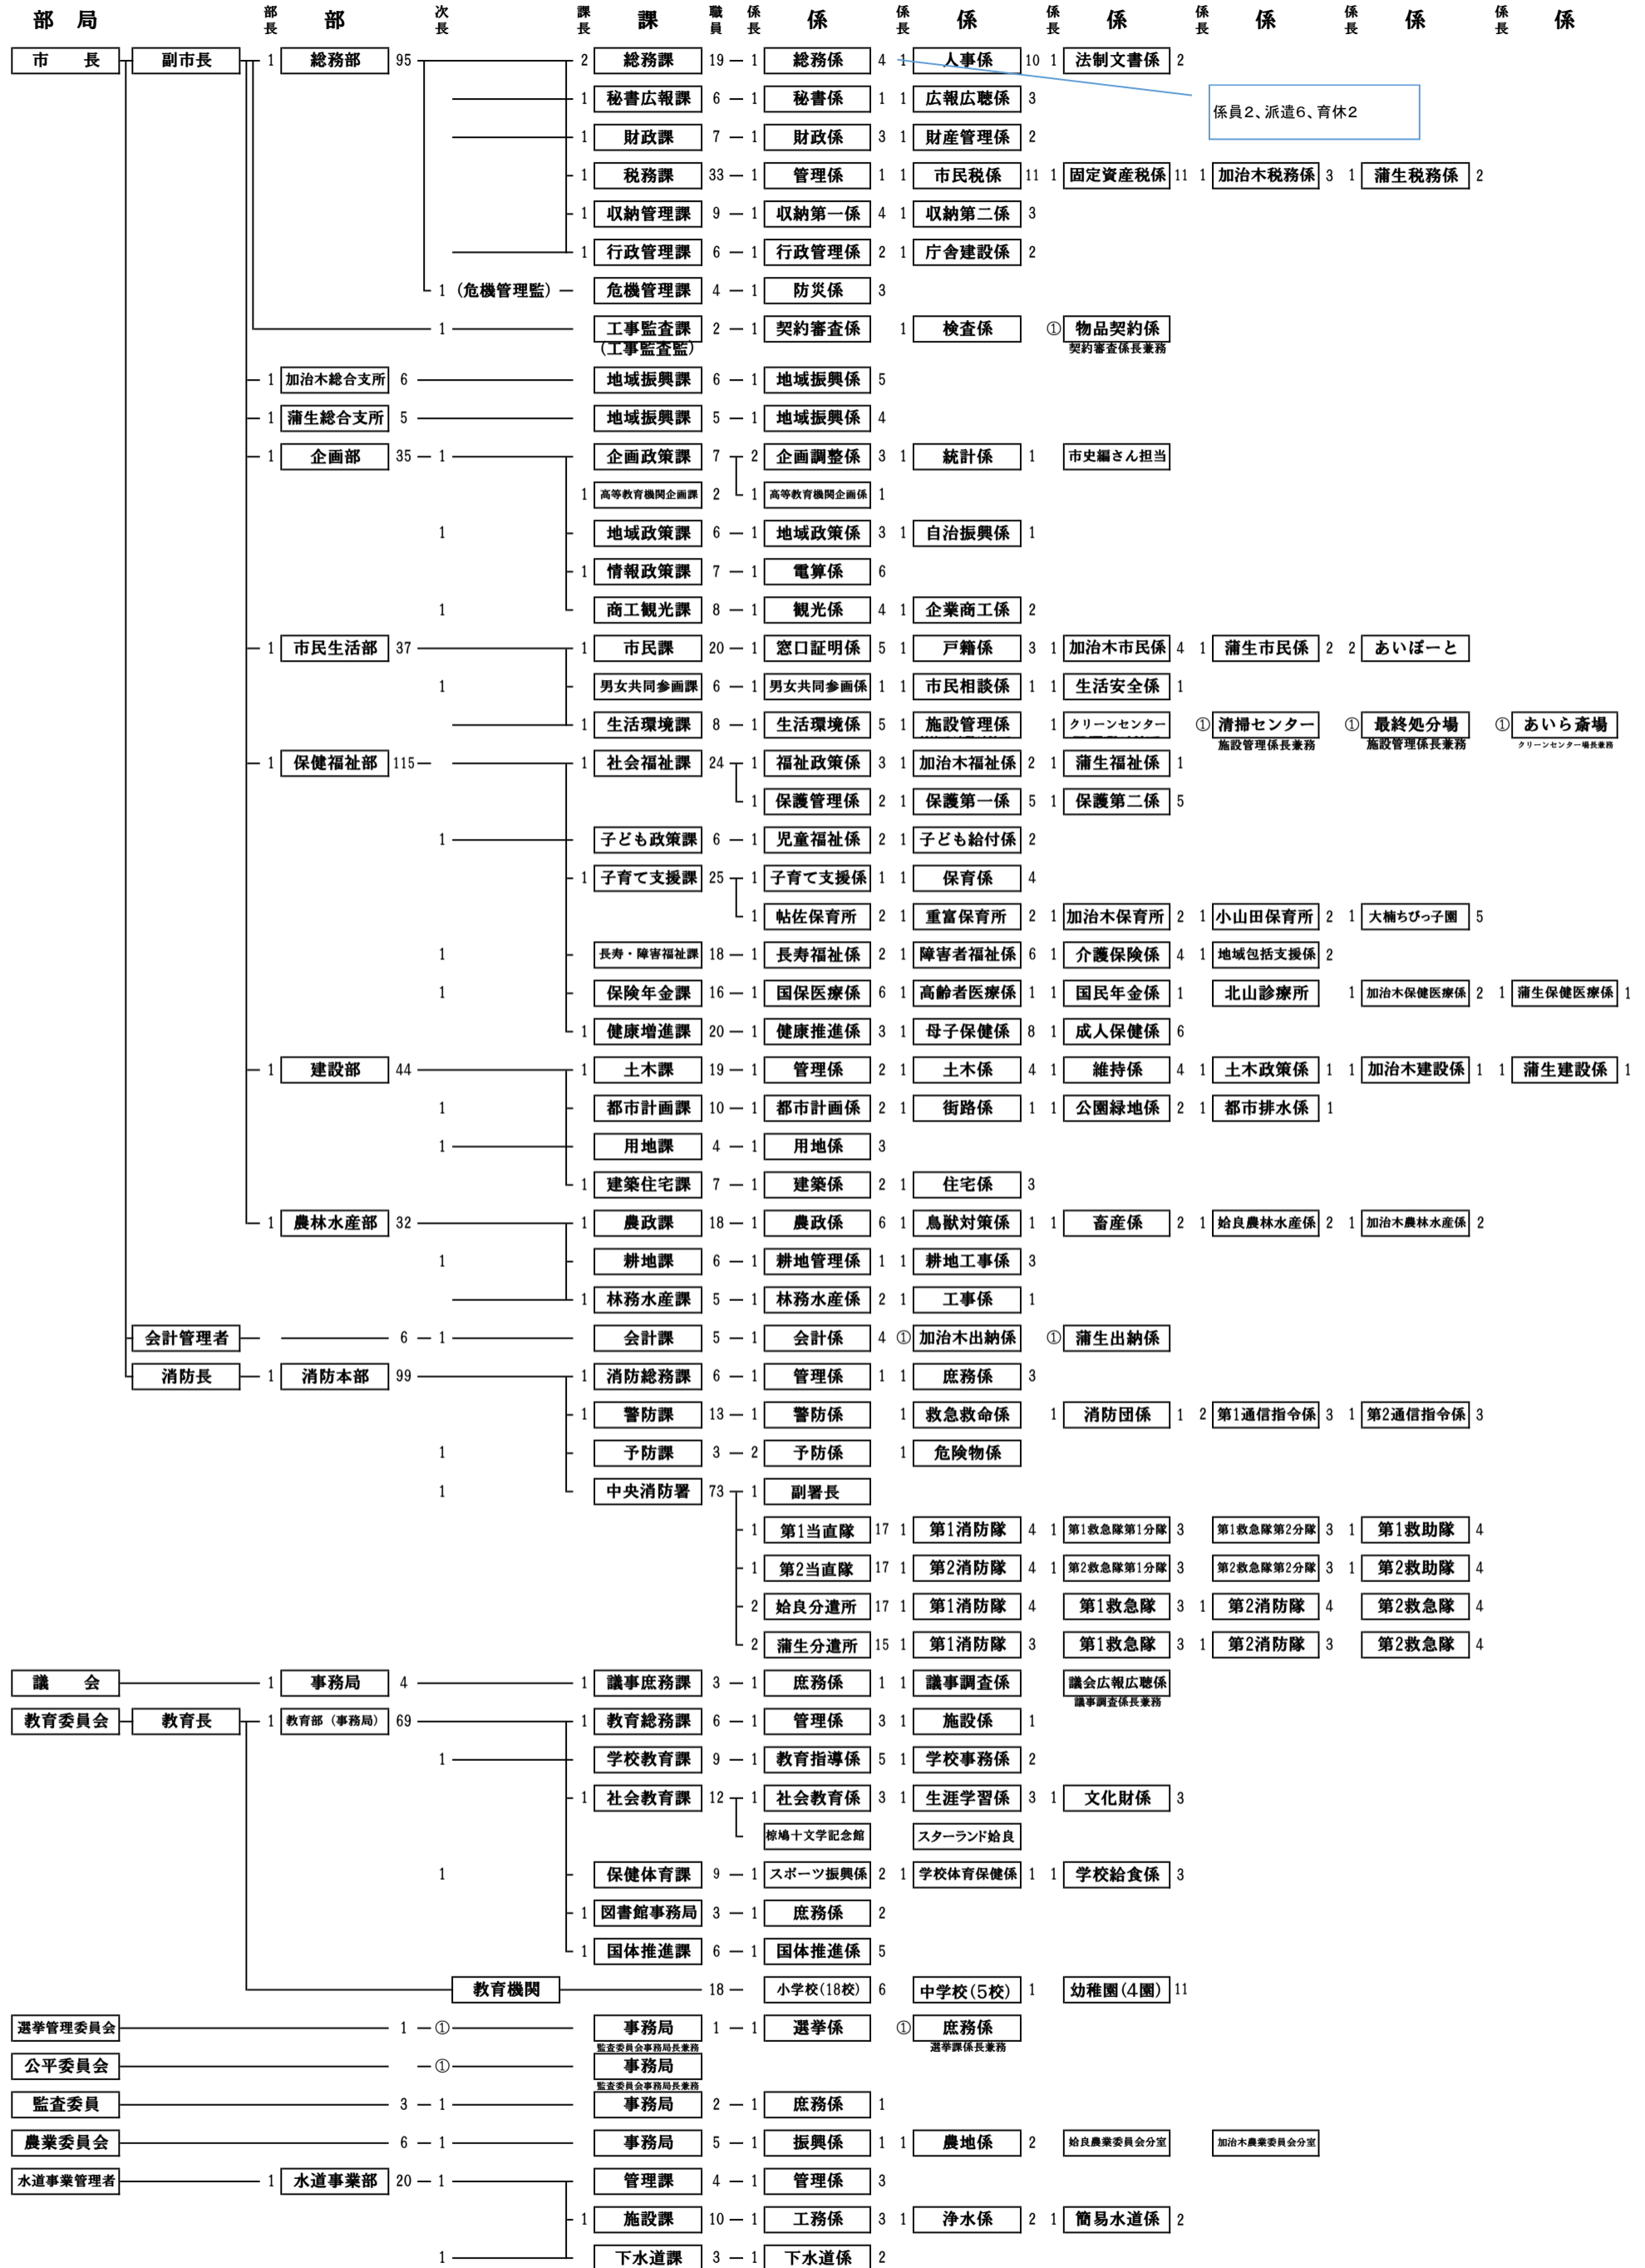 部 局 部長 部 次長 課長 課 職員 係長 係 係長 係 係長 係 係長 係 係長 係 係長 係
市 長 副市長 1 総務部 95 2 総務課 19 1 総務係 4 1 人事係 10 1 法制文書係 2
係員2、派遣6、育休2
1 秘書広報課 6 1 秘書係 1 1 広報広聴係 3
1 財政課 7 1 財政係 3 1 財産管理係 2
1 税務課 33 1 管理係 1 1 市民税係 11 1 固定資産税係 11 1 加治木税務係 3 1 蒲生税務係 2
1 収納管理課 9 1 収納第一係 4 1 収納第二係 3
1 行政管理課 6 1 行政管理係 2 1 庁舎建設係 2
1 (危機管理監) 危機管理課 4 1 防災係 3
1 工事監査課 2 1 契約審査係 1 検査係 ① 物品契約係
(工事監査監) 契約審査係長兼務
1 加治木総合支所 6 地域振興課 6 1 地域振興係 5
1 蒲生総合支所 5 地域振興課 5 1 地域振興係 4
1 企画部 35 1 企画政策課 7 2 企画調整係 3 1 統計係 1 市史編さん担当
1 高等教育機関企画課 2 1 高等教育機関企画係 1
1 地域政策課 6 1 地域政策係 3 1 自治振興係 1
1 情報政策課 7 1 電算係 6
1 商工観光課 8 1 観光係 4 1 企業商工係 2
1 市民生活部 37 1 市民課 20 1 窓口証明係 5 1 戸籍係 3 1 加治木市民係 4 1 蒲生市民係 2 2 あいぽーと
1 男女共同参画課 6 1 男女共同参画係 1 1 市民相談係 1 1 生活安全係 1
1 生活環境課 8 1 生活環境係 5 1 施設管理係 1 クリーンセンター ① 清掃センター ① 最終処分場 ① あいら斎場
施設管理係長兼務 施設管理係長兼務 クリーンセンター場長兼務
1 保健福祉部 115 1 社会福祉課 24 1 福祉政策係 3 1 加治木福祉係 2 1 蒲生福祉係 1
1 保護管理係 2 1 保護第一係 5 1 保護第二係 5
1 子ども政策課 6 1 児童福祉係 2 1 子ども給付係 2
1 子育て支援課 25 1 子育て支援係 1 1 保育係 4
1 帖佐保育所 2 1 重富保育所 2 1 加治木保育所 2 1 小山田保育所 2 1 大楠ちびっ子園 5
1 長寿・障害福祉課 18 1 長寿福祉係 2 1 障害者福祉係 6 1 介護保険係 4 1 地域包括支援係 2
1 保険年金課 16 1 国保医療係 6 1 高齢者医療係 1 1 国民年金係 1 北山診療所 1 加治木保健医療係 2 1 蒲生保健医療係 1
1 健康増進課 20 1 健康推進係 3 1 母子保健係 8 1 成人保健係 6
1 建設部 44 1 土木課 19 1 管理係 2 1 土木係 4 1 維持係 4 1 土木政策係 1 1 加治木建設係 1 1 蒲生建設係 1
1 都市計画課 10 1 都市計画係 2 1 街路係 1 1 公園緑地係 2 1 都市排水係 1
1 用地課 4 1 用地係 3
1 建築住宅課 7 1 建築係 2 1 住宅係 3
1 農林水産部 32 1 農政課 18 1 農政係 6 1 鳥獣対策係 1 1 畜産係 2 1 姶良農林水産係 2 1 加治木農林水産係 2
1 耕地課 6 1 耕地管理係 1 1 耕地工事係 3
1 林務水産課 5 1 林務水産係 2 1 工事係 1
会計管理者 6 1 会計課 5 1 会計係 4 ① 加治木出納係 ① 蒲生出納係
消防長 1 消防本部 99 1 消防総務課 6 1 管理係 1 1 庶務係 3
1 警防課 13 1 警防係 1 救急救命係 1 消防団係 1 2 第1通信指令係 3 1 第2通信指令係 3
1 予防課 3 2 予防係 1 危険物係
1 中央消防署 73 1 副署長
1 第1当直隊 17 1 第1消防隊 4 1 第1救急隊第1分隊 3 第1救急隊第2分隊 3 1 第1救助隊 4
1 第2当直隊 17 1 第2消防隊 4 1 第2救急隊第1分隊 3 第2救急隊第2分隊 3 1 第2救助隊 4
2 姶良分遣所 17 1 第1消防隊 4 第1救急隊 3 1 第2消防隊 4 第2救急隊 4
2 蒲生分遣所 15 1 第1消防隊 3 第1救急隊 3 1 第2消防隊 3 第2救急隊 4
議 会 1 事務局 4 1 議事庶務課 3 1 庶務係 1 1 議事調査係 議会広報広聴係
議事調査係長兼務
教育委員会 教育長 1 教育部(事務局) 69 1 教育総務課 6 1 管理係 3 1 施設係 1
1 学校教育課 9 1 教育指導係 5 1 学校事務係 2
1 社会教育課 12 1 社会教育係 3 1 生涯学習係 3 1 文化財係 3
椋鳩十文学記念館 スターランド姶良
1 保健体育課 9 1 スポーツ振興係 2 1 学校体育保健係 1 1 学校給食係 3
1 図書館事務局 3 1 庶務係 2
1 国体推進課 6 1 国体推進係 5
教育機関 18 小学校(18校) 6 中学校(5校) 1 幼稚園(4園) 11
選挙管理委員会 1 ① 事務局 1 1 選挙係 ① 庶務係
監査委員会事務局長兼務 選挙課係長兼務
公平委員会 ① 事務局
監査委員会事務局長兼務
監査委員 3 1 事務局 2 1 庶務係 1
農業委員会 6 1 事務局 5 1 振興係 1 1 農地係 2 姶良農業委員会分室 加治木農業委員会分室
水道事業管理者 1 水道事業部 20 1 管理課 4 1 管理係 3
1 施設課 10 1 工務係 3 1 浄水係 2 1 簡易水道係 2
1 下水道課 3 1 下水道係 2